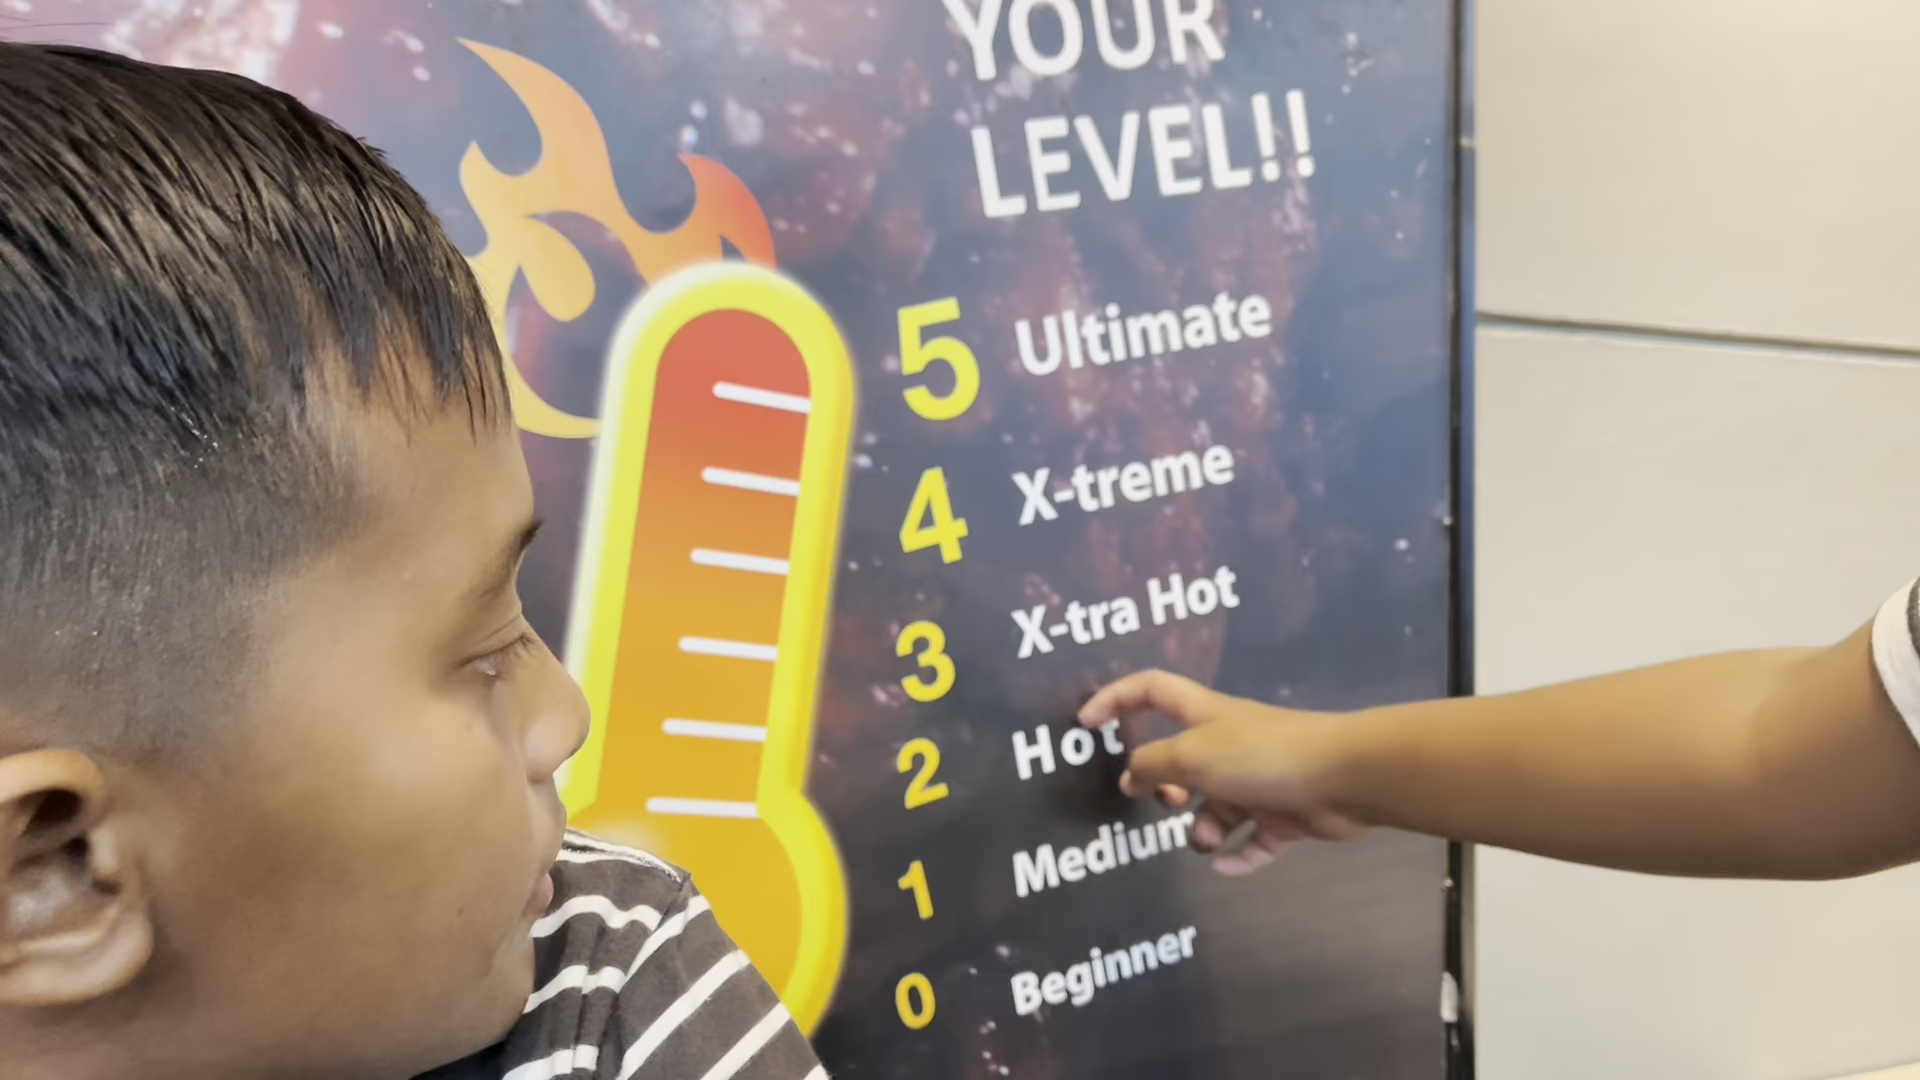 YOUR
LEVEL!!
5 Ultimate
4 X-treme
3 X-tra Hot
2 Hot
1 Medium
0 Beginner